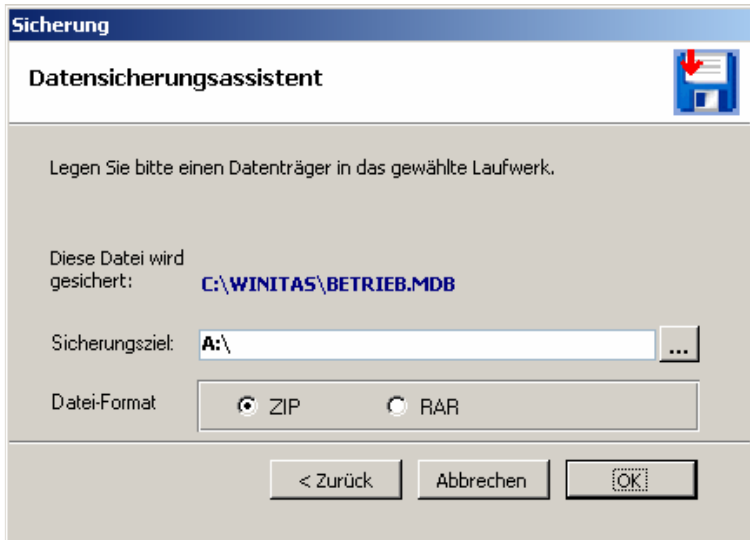 Sicherung
Datensicherungsassistent
Legen Sie bitte einen Datenträger in das gewählte Laufwerk.
Diese Datei wird
gesichert: C:\WINITAS\BETRIEB.MDB
Sicherungsziel: A:\ ...
Datei-Format ZIP RAR
< Zurück Abbrechen OK